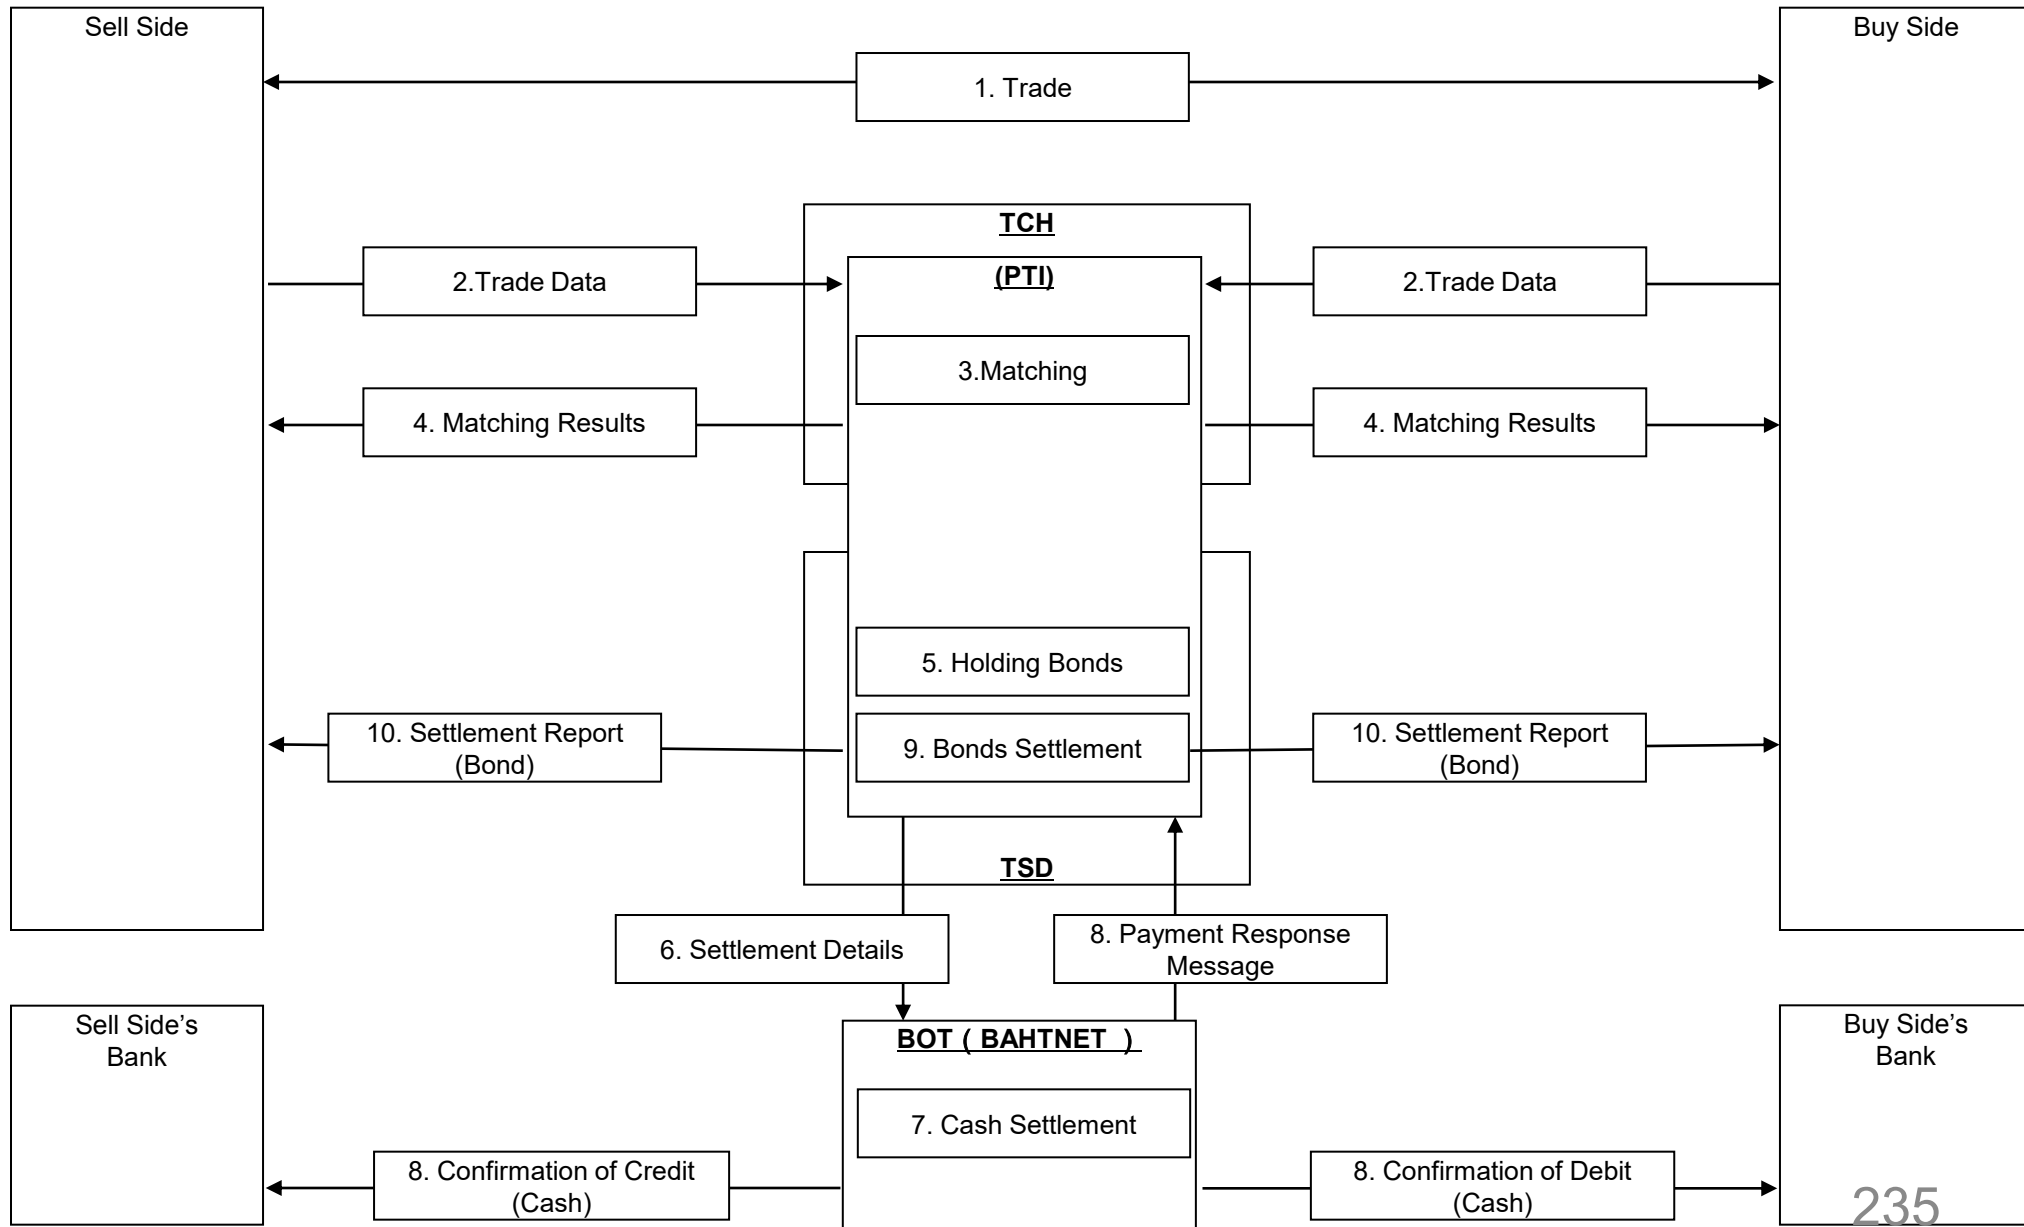 Sell Side
Buy Side
1. Trade
TCH
(PTI)
2.Trade Data
2.Trade Data
3.Matching
4. Matching Results
4. Matching Results
5. Holding Bonds
10. Settlement Report
(Bond)
9. Bonds Settlement
10. Settlement Report
(Bond)
TSD
6. Settlement Details
8. Payment Response
Message
Sell Side’s
Bank
BOT ( BAHTNET )
Buy Side’s
Bank
7. Cash Settlement
8. Confirmation of Credit
(Cash)
8. Confirmation of Debit
(Cash)
235